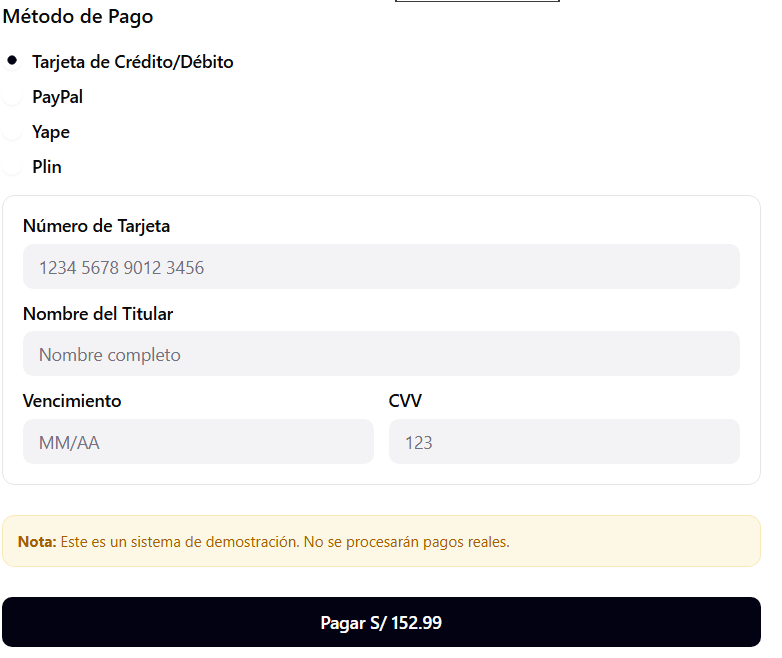 Método de Pago
Tarjeta de Crédito/Débito
PayPal
Yape
Plin
Número de Tarjeta
1234 5678 9012 3456
Nombre del Titular
Nombre completo
Vencimiento CVV
MM/AA 123
Nota: Este es un sistema de demostración. No se procesarán pagos reales.
Pagar S/ 152.99